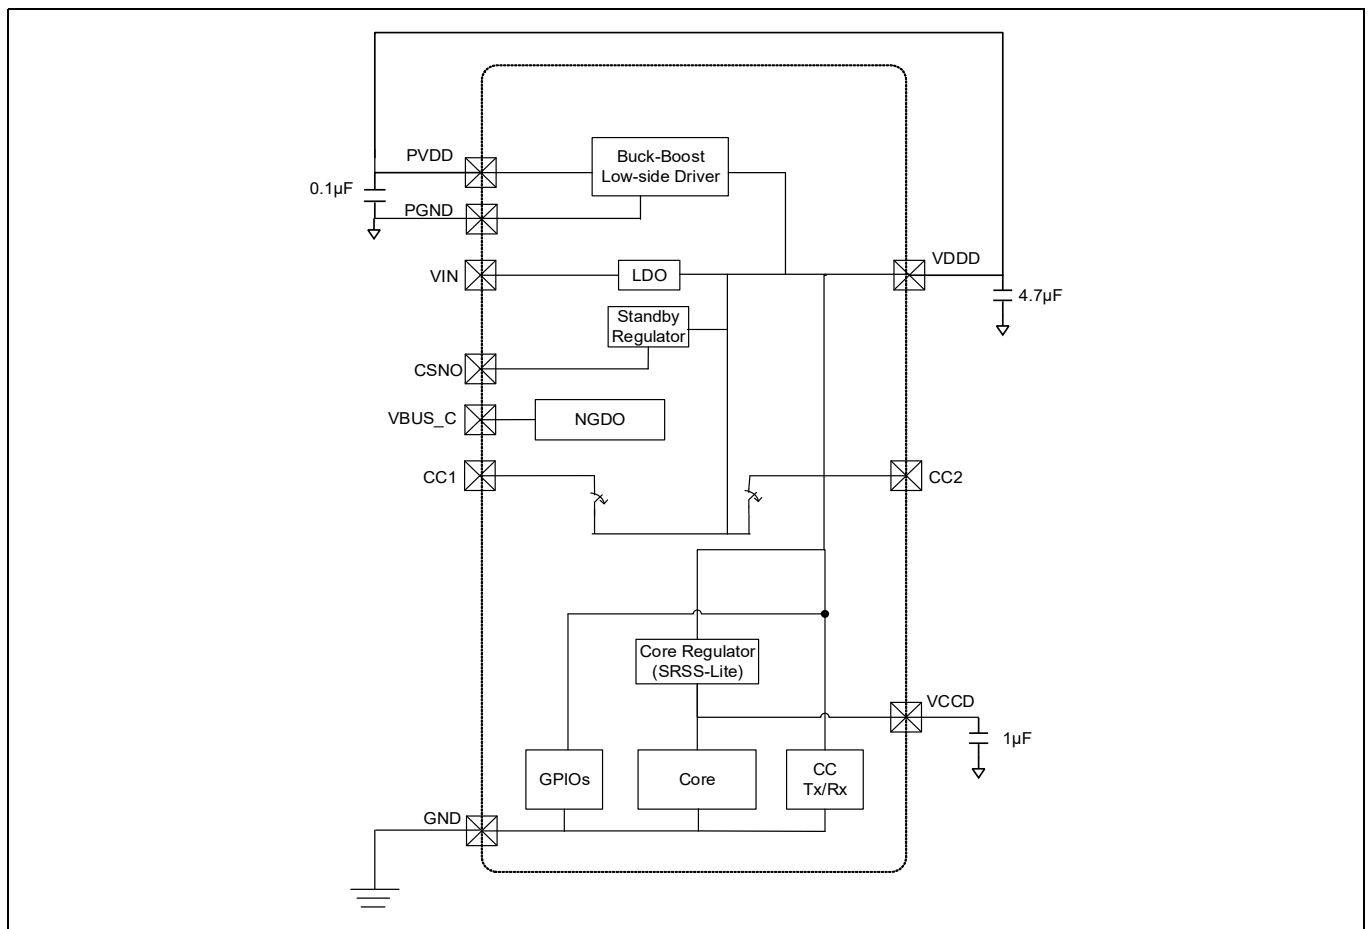 PVDD
Buck-Boost
Low-side Driver
0.1µF
PGND
VIN
LDO
VDDD
4.7µF
Standby
Regulator
CSNO
VBUS_C
NGDO
CC1
CC2
Core Regulator
(SRSS-Lite)
VCCD
1µF
GPIOs
Core
CC
Tx/Rx
GND